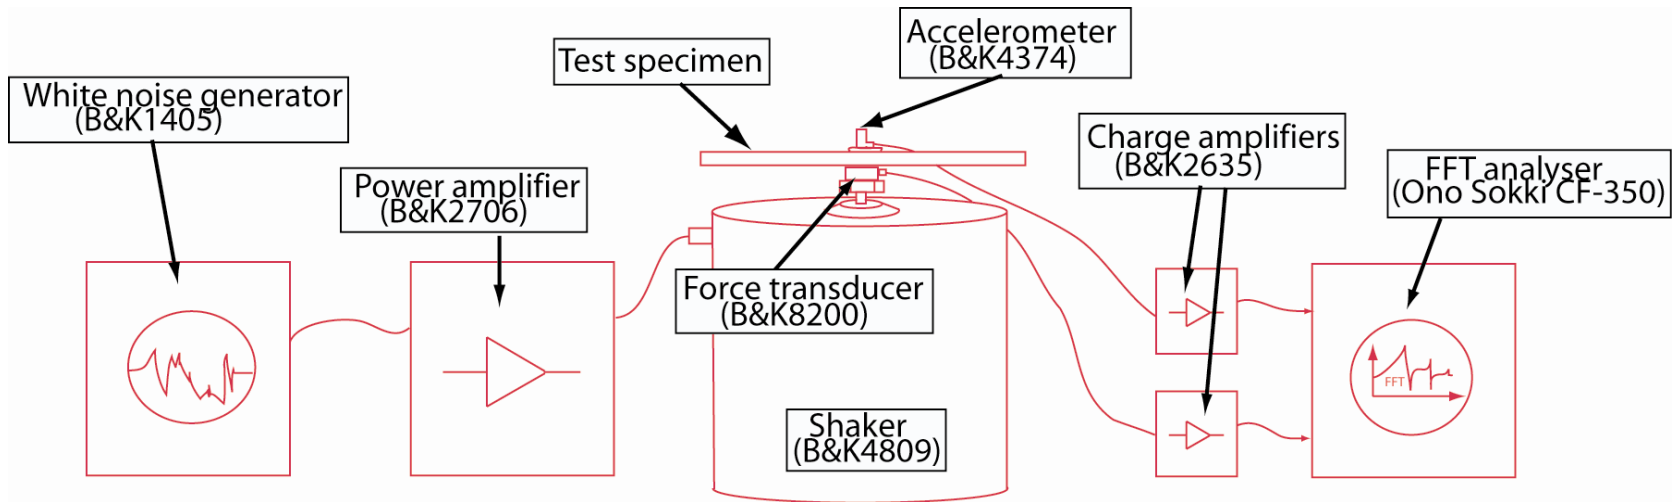 White noise generator
(B&K1405)
Power amplifier
(B&K2706)
Test specimen
Accelerometer
(B&K4374)
Force transducer
(B&K8200)
Shaker
(B&K4809)
Charge amplifiers
(B&K2635)
FFT analyser
(Ono Sokki CF-350)
FFT